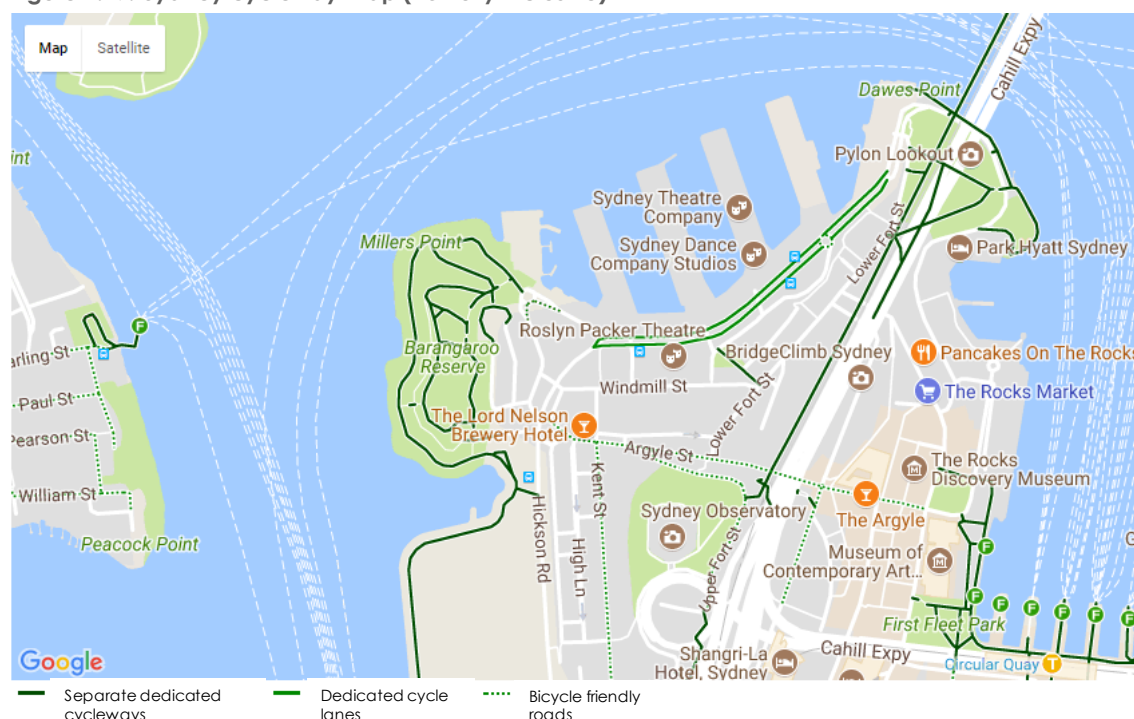 Map
Satellite
Cahill Expy
Dawes Point
Pylon Lookout
Sydney Theatre
Company
Sydney Dance
Company Studios
Lower Fort St
Park Hyatt Sydney
Millers Point
Roslyn Packer Theatre
BridgeClimb Sydney
Pancakes On The Rocks
Barangaroo
Reserve
Windmill St
The Rocks Market
arling St
Paul St
Pearson St
William St
Peacock Point
The Lord Nelson
Brewery Hotel
Lower Fort St
Argyle St
Kent St
The Rocks
Discovery Museum
Hickson Rd
High Ln
Sydney Observatory
The Argyle
Upper Fort St
Museum of
Contemporary Art...
First Fleet Park
Shangri-La
Hotel, Sydney
Cahill Expy
Circular Quay
T
F
F
F
F
F
F
F
F
Google
Separate dedicated
cycleways
Dedicated cycle
lanes
Bicycle friendly
roads